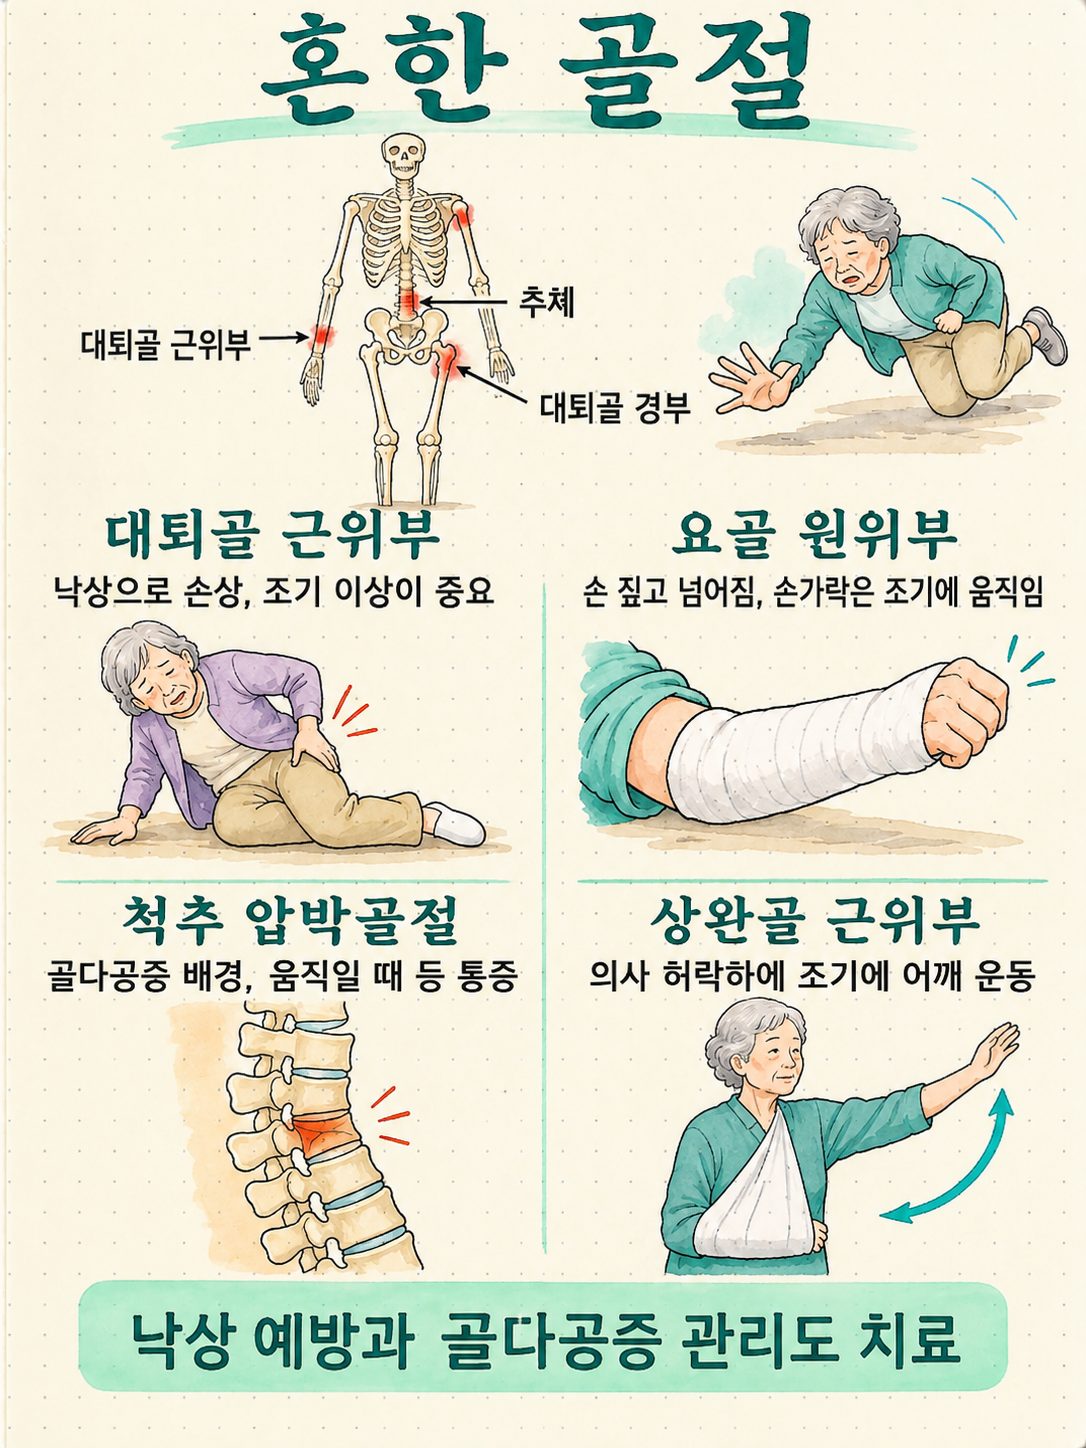 흔한 골절
추체
대퇴골 근위부
대퇴골 경부
대퇴골 근위부
낙상으로 손상, 조기 이상이 중요
요골 원위부
손 짚고 넘어짐, 손가락은 조기에 움직임
척추 압박골절
골다공증 배경, 움직일 때 등 통증
상완골 근위부
의사 허락하에 조기에 어깨 운동
낙상 예방과 골다공증 관리도 치료